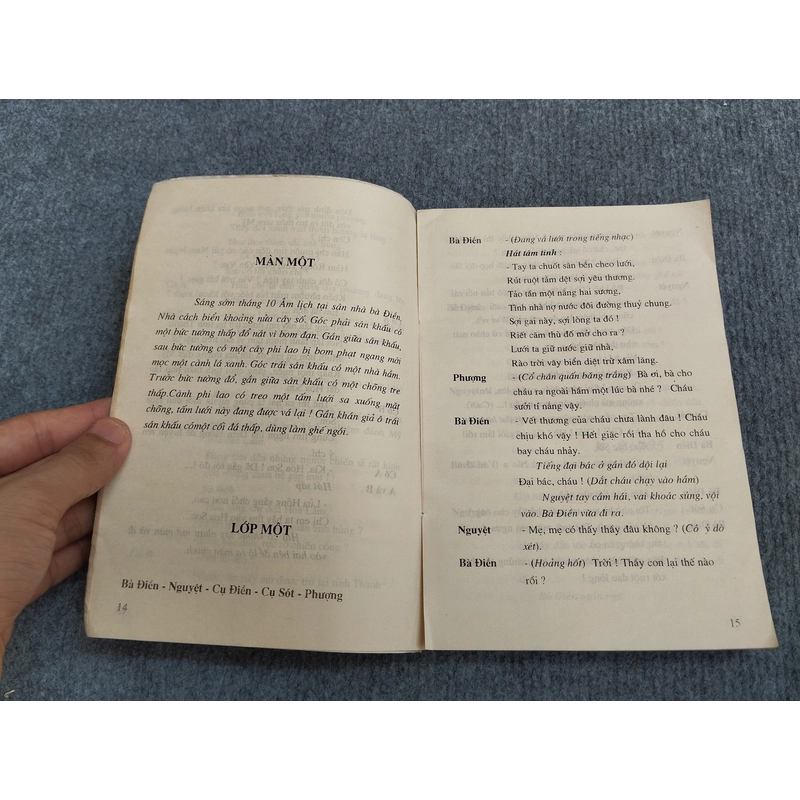 MÀN MỘT
Sáng sớm tháng 10 Âm lịch tại sân nhà bà Điền,
Nhà cách biển khoảng nửa cây số. Góc phải sân khấu có
một bức tường thấp đổ nát vì bom đạn. Gần giữa sân khấu,
sau bức tường có một cây phi lao bị bom phạt ngang mới
mọc một cành lá xanh. Góc trái sân khấu có một nhà hầm.
Trước bức tường đổ, gần giữa sân khấu có một chõng tre
thấp.Cành phi lao có treo một tấm lưới sa xuống mặt
chõng, tấm lưới này đang được vá lại ! Gần khán giả ở trái
sân khấu cómột cối đá thấp, dùng làm ghế ngồi.
LỚP MỘT
Bà Điền - Nguyệt - Cụ Điền - Cụ Sót - Phượng
14
Bà Điền - (Đang vá lưới trong tiếng nhạc)
Hát tâm tình :
- Tay ta chuốt sân bền cheo lưới,
Rút ruột tằm dệt sợi yêu thương.
Tảo tần một nắng hai sương,
Tình nhà nợ nước đôi đường thuỷ chung.
Sợi gai này, sợi lòng ta đó !
Riết căm thù đỏ mở cho ra ?
Lưới ta giữ nước giữ nhà,
Rào trời vây biển diệt trừ xâm lăng.
Phượng - (Cổ chân quấn băng trắng) Bà ơi, bà cho
cháu ra ngoài hầm một lúc bà nhé ? Cháu
sưởi tí nắng vậy.
Bà Điền - Vết thương của cháu chưa lành đâu ! Cháu
chịu khó vậy ! Hết giặc rồi tha hồ cho cháu
bay cháu nhảy.
Tiếng đại bác ở gần đó dội lại
Đại bác, cháu ! (Dắt cháu chạy vào hầm)
Nguyệt tay cầm hái, vai khoác súng, vội
vào. Bà Điền vừa đi ra.
Nguyệt - Mẹ, mẹ có thấy thầy đâu không ? (Có ý dò
xét).
Bà Điền - (Hoảng hốt) Trời ! Thầy con lại thế nào
rồi ?
15